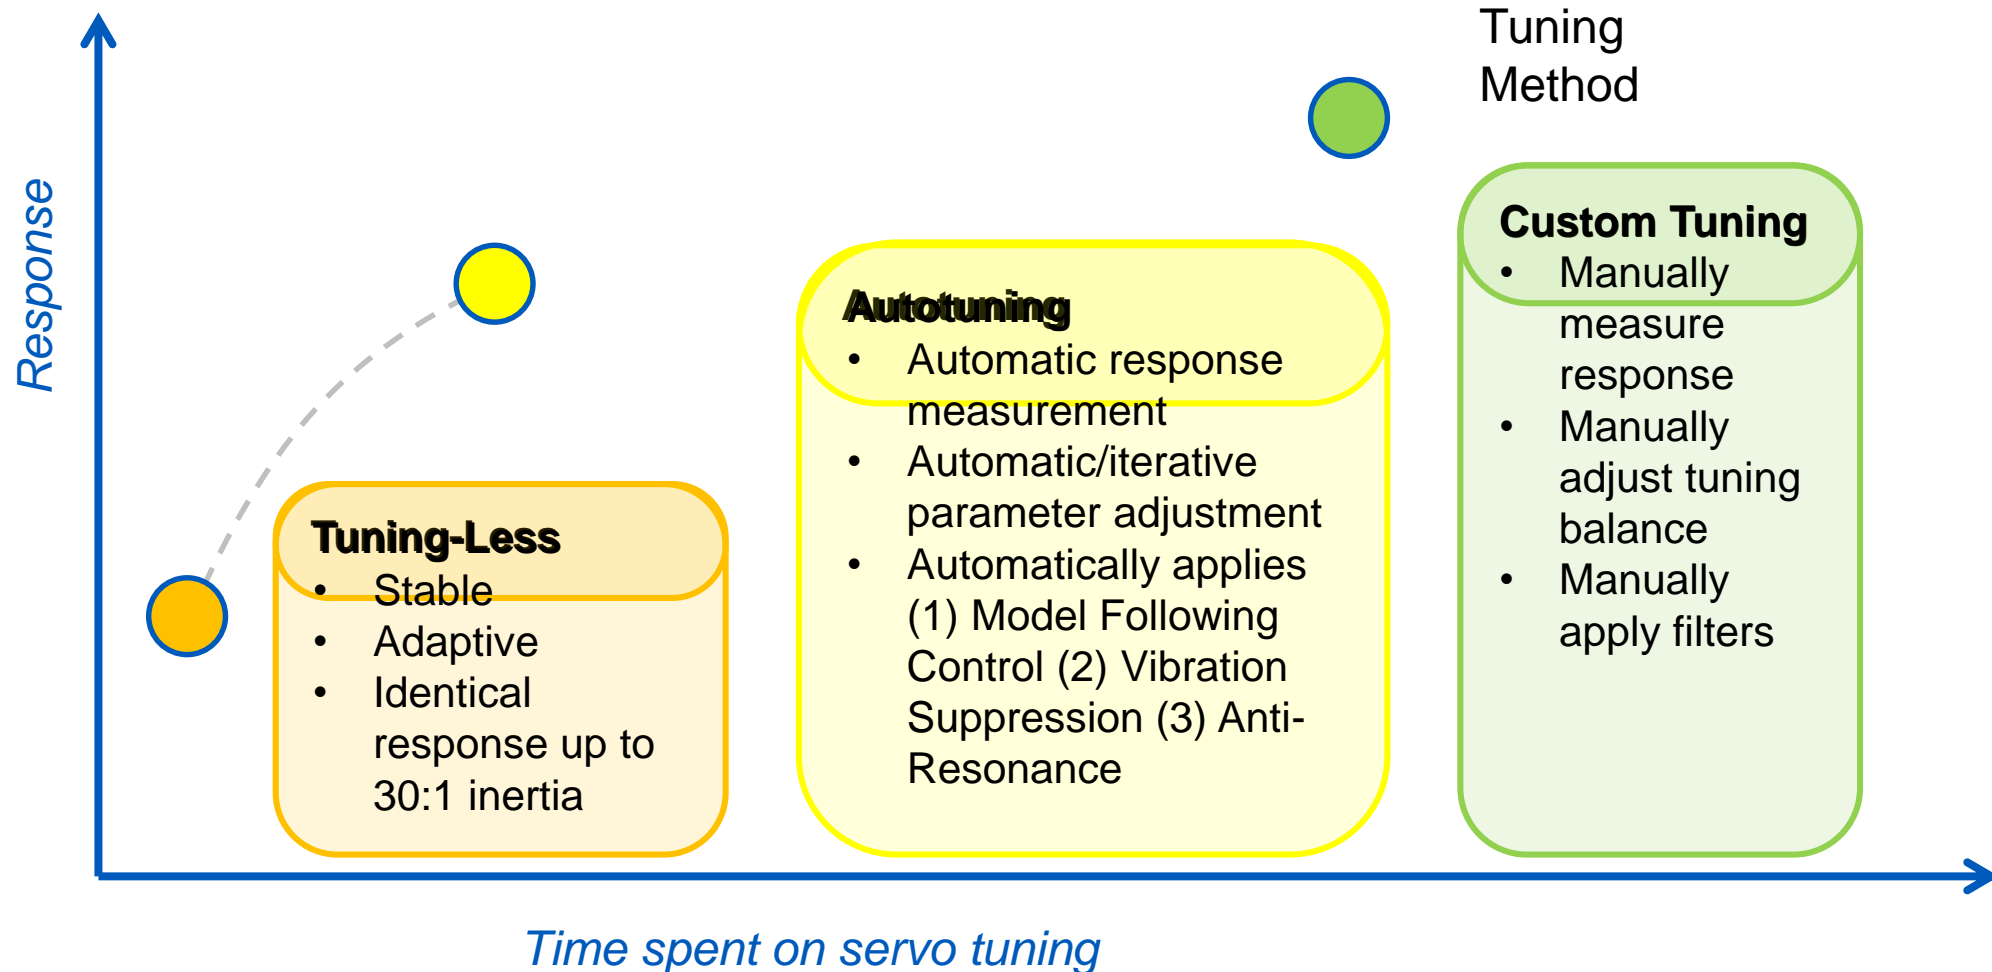 Tuning
Method
Response
Tuning-Less
• Stable
• Adaptive
• Identical
response up to
30:1 inertia
Autotuning
• Automatic response
measurement
• Automatic/iterative
parameter adjustment
• Automatically applies
(1) Model Following
Control (2) Vibration
Suppression (3) Anti-
Resonance
Custom Tuning
• Manually
measure
response
• Manually
adjust tuning
balance
• Manually
apply filters
Time spent on servo tuning